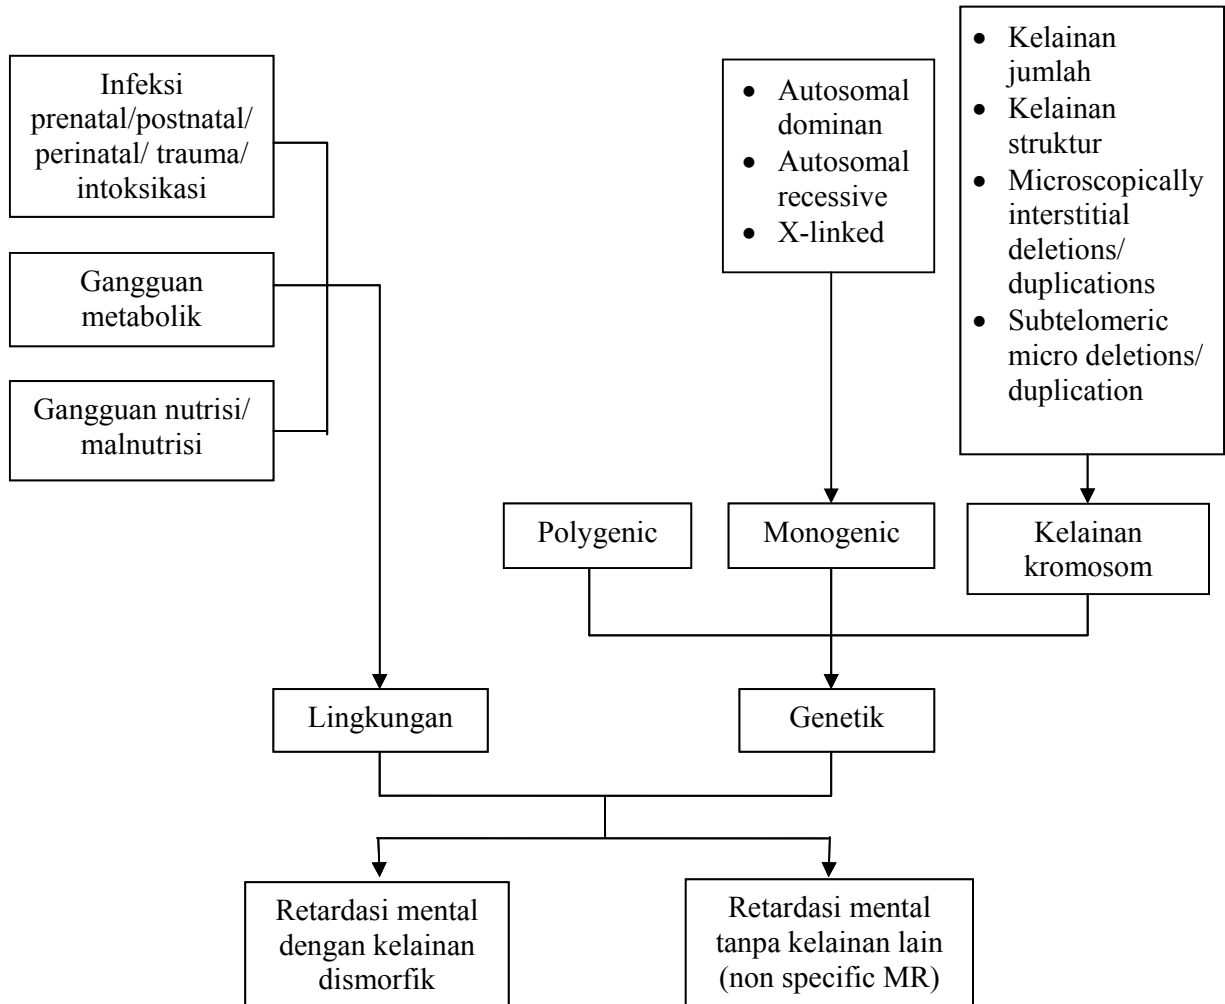 Infeksi
prenatal/postnatal/
perinatal/ trauma/
intoksikasi
Gangguan
metabolik
Gangguan nutrisi/
malnutrisi
• Autosomal
dominan
• Autosomal
recessive
• X-linked
• Kelainan
jumlah
• Kelainan
struktur
• Microscopically
interstitial
deletions/
duplications
• Subtelomeric
micro deletions/
duplication
Polygenic
Monogenic
Kelainan
kromosom
Lingkungan
Genetik
Retardasi mental
dengan kelainan
dismorfik
Retardasi mental
tanpa kelainan lain
(non specific MR)